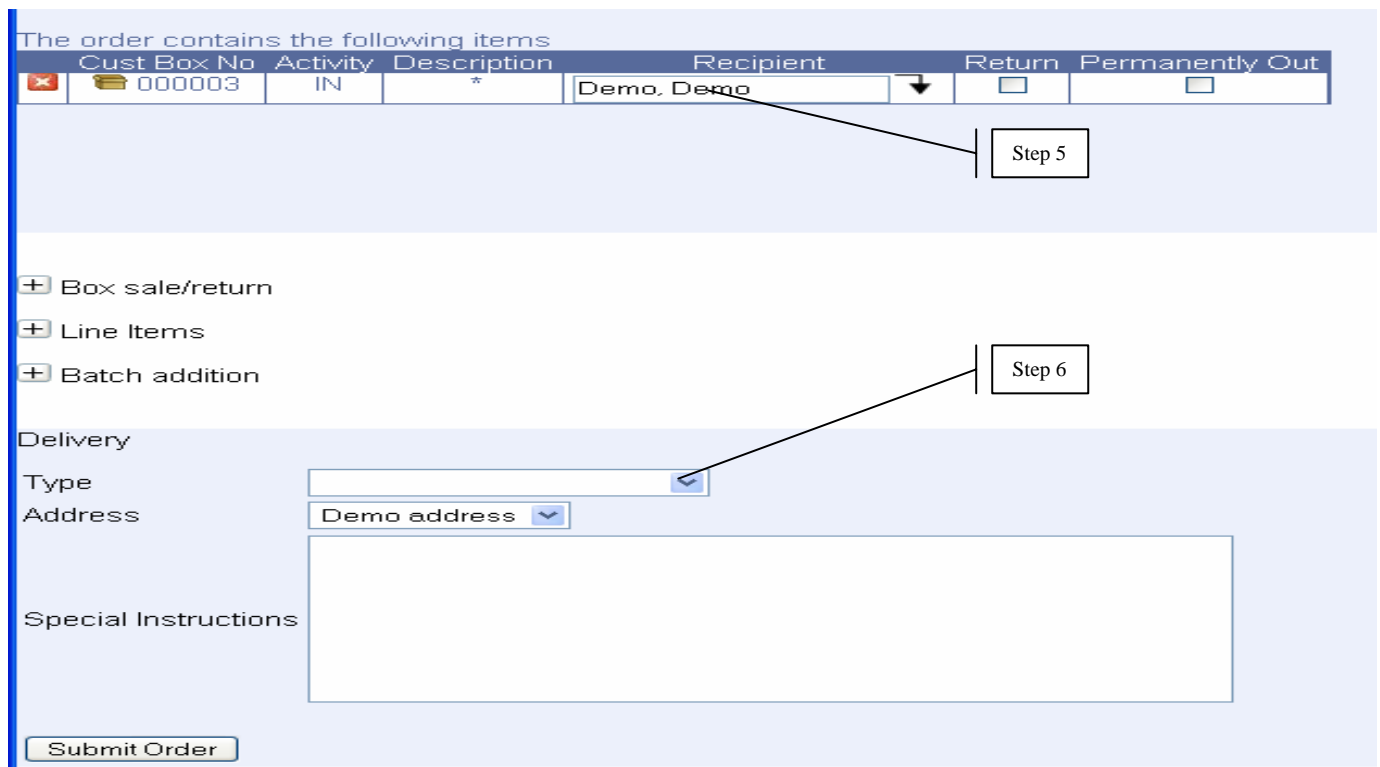 The order contains the following items
Cust Box No Activity Description Recipient Return Permanently Out
000003 IN * Demo, Demo
Step 5
Box sale/return
Line Items
Batch addition
Step 6
Delivery
Type
Address Demo address
Special Instructions
Submit Order